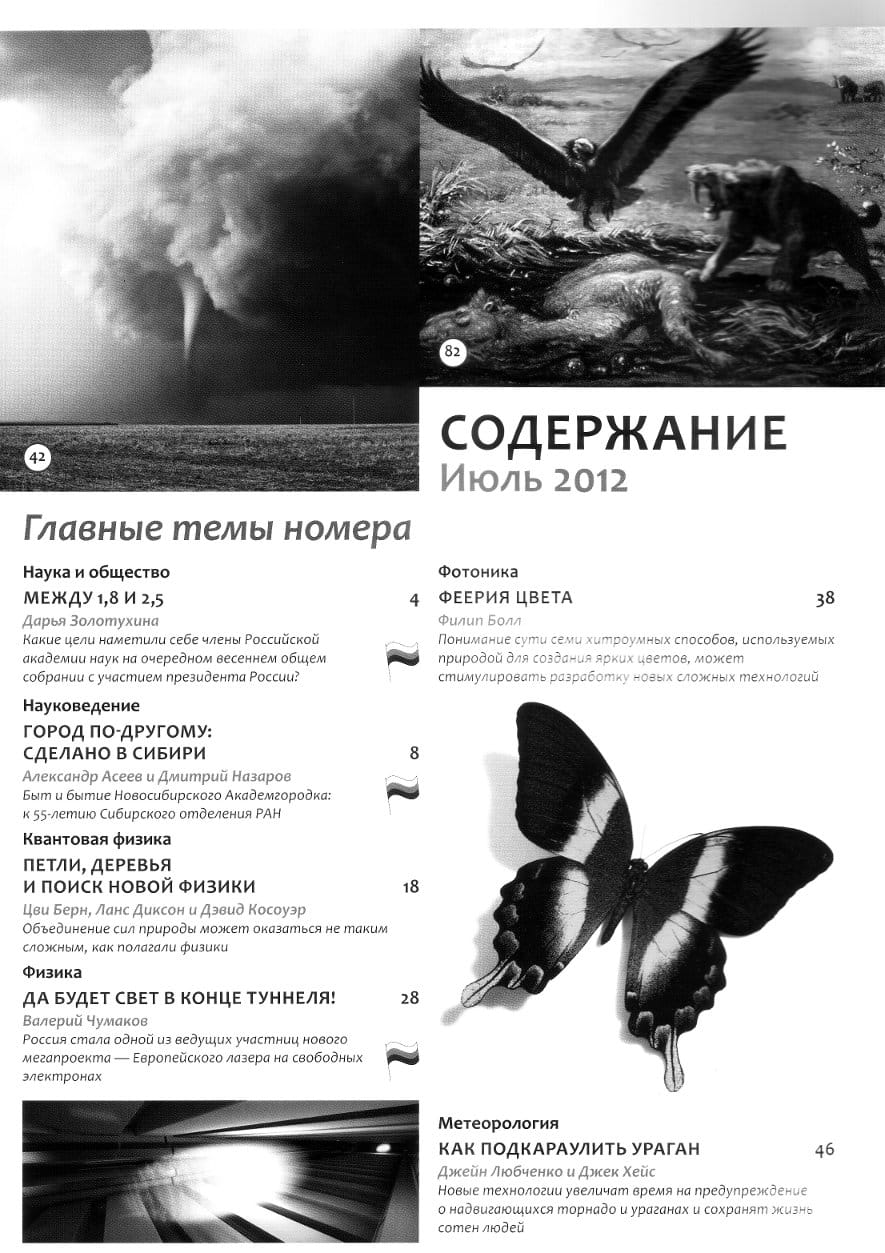 82
42
СОДЕРЖАНИЕ
Июль 2012
Главные темы номера
Наука и общество
МЕЖДУ 1,8 И 2,5 4
Дарья Золотухина
Какие цели наметили себе члены Российской
академии наук на очередном весеннем общем
собрании с участием президента России?
Науковедение
ГОРОД ПО-ДРУГОМУ:
СДЕЛАНО В СИБИРИ 8
Александр Асеев и Дмитрий Назаров
Быт и бытие Новосибирского Академгородка:
к 55-летию Сибирского отделения РАН
Квантовая физика
ПЕТЛИ, ДЕРЕВЬЯ
И ПОИСК НОВОЙ ФИЗИКИ 18
Цви Берн, Ланс Диксон и Дэвид Косоуэр
Объединение сил природы может оказаться не таким
сложным, как полагали физики
Физика
ДА БУДЕТ СВЕТ В КОНЦЕ ТУННЕЛЯ! 28
Валерий Чумаков
Россия стала одной из ведущих участниц нового
мегапроекта — Европейского лазера на свободных
электронах
Фотоника
ФЕЕРИЯ ЦВЕТА 38
Филип Болл
Понимание сути семи хитроумных способов, используемых
природой для создания ярких цветов, может
стимулировать разработку новых сложных технологий
Метеорология
КАК ПОДКАРАУЛИТЬ УРАГАН 46
Джейн Любченко и Джек Хейс
Новые технологии увеличат время на предупреждение
о надвигающихся торнадо и ураганах и сохранят жизнь
сотен людей